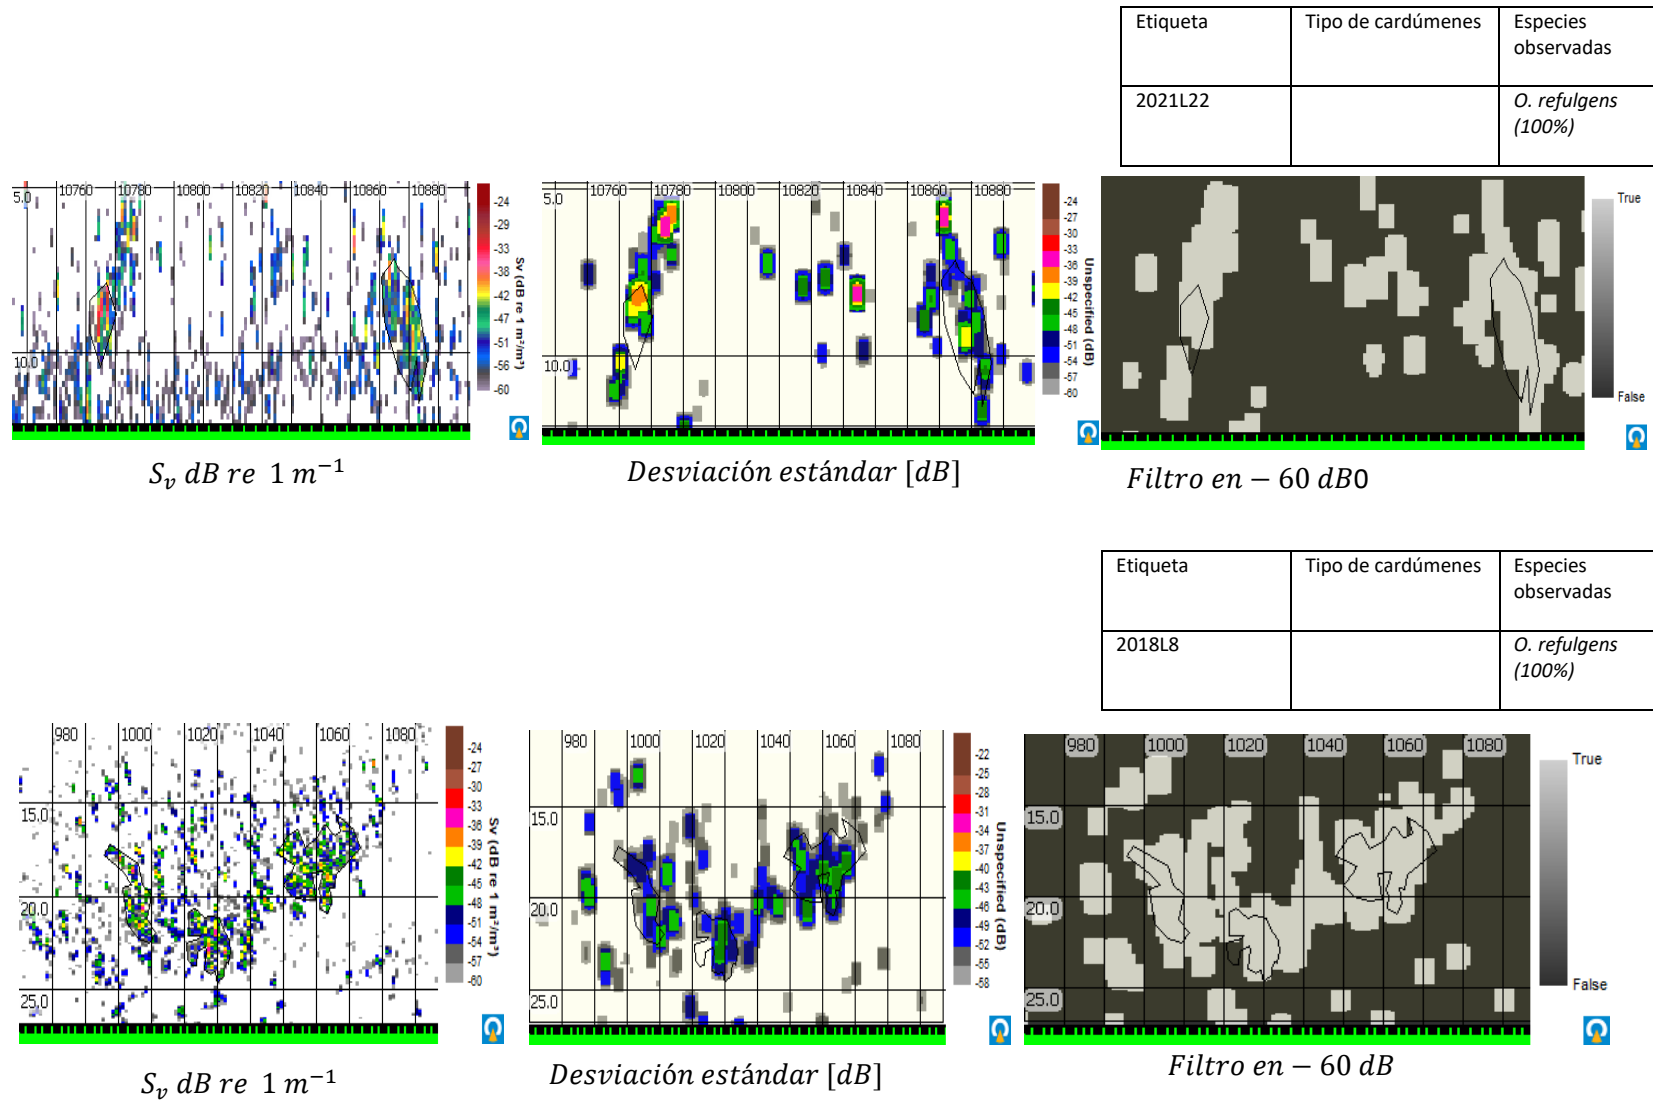 Etiqueta Tipo de cardúmenes Especies
observadas
2021L22 O. refulgens
(100%)
10760 10780 10800 10820 10840 10860 10880
5.0
10.0
-24
-29
-33
-38
-42
-47
-51
-56
-60
Sv (dB re 1 m²/m³)
10760 10780 10800 10820 10840 10860 10880
5.0
10.0
-24
-27
-30
-33
-36
-39
-42
-45
-48
-51
-54
-57
-60
Unspecified (dB)
True
False
S_v dB re 1 m⁻¹
Desviación estándar [dB]
Filtro en − 60 dB0
Etiqueta Tipo de cardúmenes Especies
observadas
2018L8 O. refulgens
(100%)
980 1000 1020 1040 1060 1080
15.0
20.0
25.0
-24
-27
-30
-33
-36
-39
-42
-45
-48
-51
-54
-57
-60
Sv (dB re 1 m²/m³)
980 1000 1020 1040 1060 1080
15.0
20.0
25.0
-22
-25
-28
-31
-34
-37
-40
-43
-46
-49
-52
-55
-58
Unspecified (dB)
980 1000 1020 1040 1060 1080
15.0
20.0
25.0
True
False
S_v dB re 1 m⁻¹
Desviación estándar [dB]
Filtro en − 60 dB